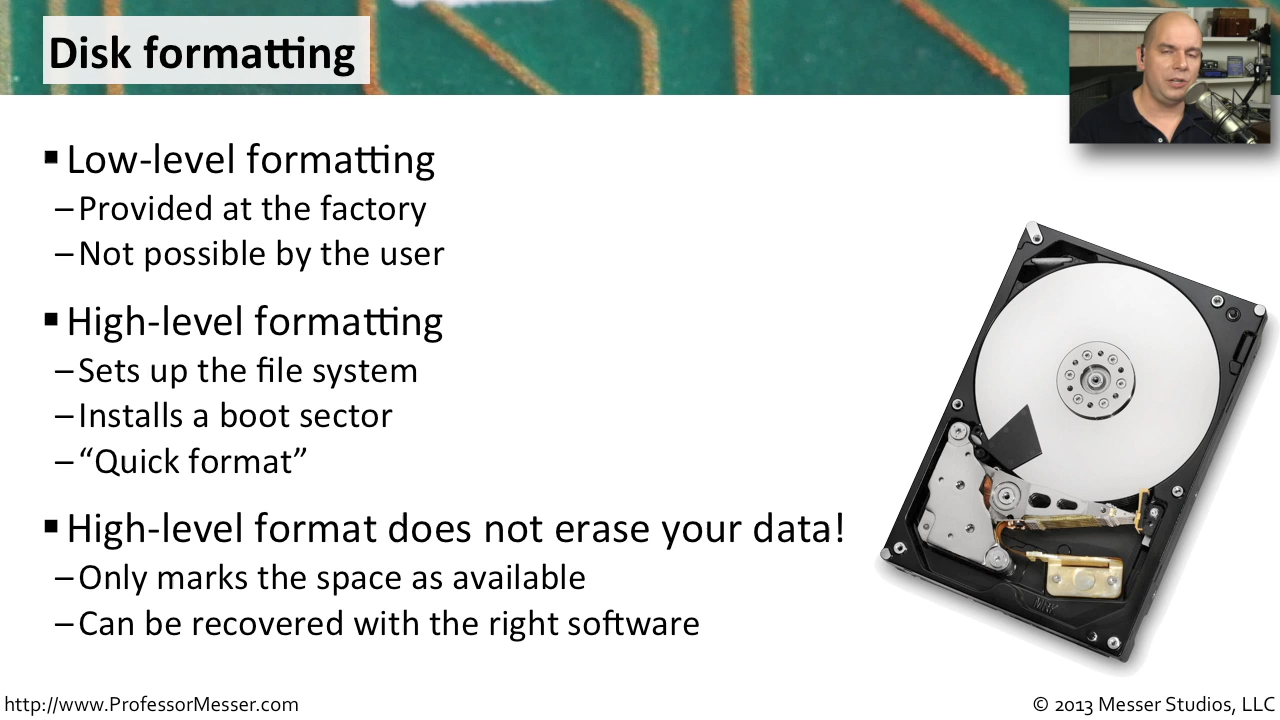 Disk formatting
▪ Low-level formatting
– Provided at the factory
– Not possible by the user
▪ High-level formatting
– Sets up the file system
– Installs a boot sector
– “Quick format”
▪ High-level format does not erase your data!
– Only marks the space as available
– Can be recovered with the right software
http://www.ProfessorMesser.com
© 2013 Messer Studios, LLC